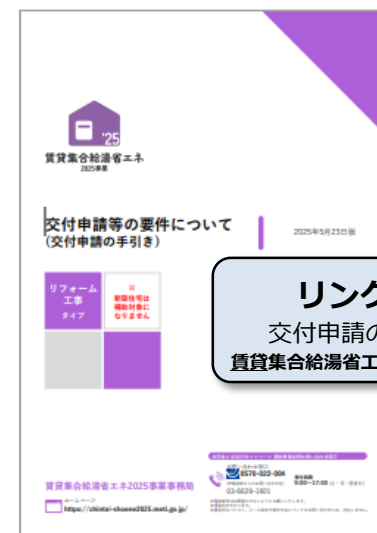 '25
賃貸集合給湯省エネ
2025事業
交付申請等の要件について
(交付申請の手引き)
2025年5月23日版
リフォーム
工事
タイプ
※
新築住宅は
補助対象に
なりません
リンク
交付申請の
賃貸集合給湯省エ
賃貸集合給湯省エネ2025事業事務局
ホームページ
https://chintai-shoene2025.meti.go.jp/
0570-022-004
03-6629-1601
9:00~17:00